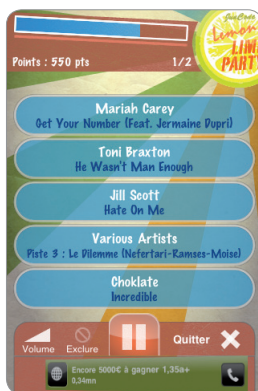 JoeCode
Lemon
LIM
PARTY
Points : 550 pts
1/2
Mariah Carey
Get Your Number (Feat. Jermaine Dupri)
Toni Braxton
He Wasn't Man Enough
Jill Scott
Hate On Me
Various Artists
Piste 3 : Le Dilemme (Nefertari-Ramses-Moise)
Choklate
Incredible
Volume
Exclure
Quitter
Encore 5000€ à gagner 1,35a+
0,34mn